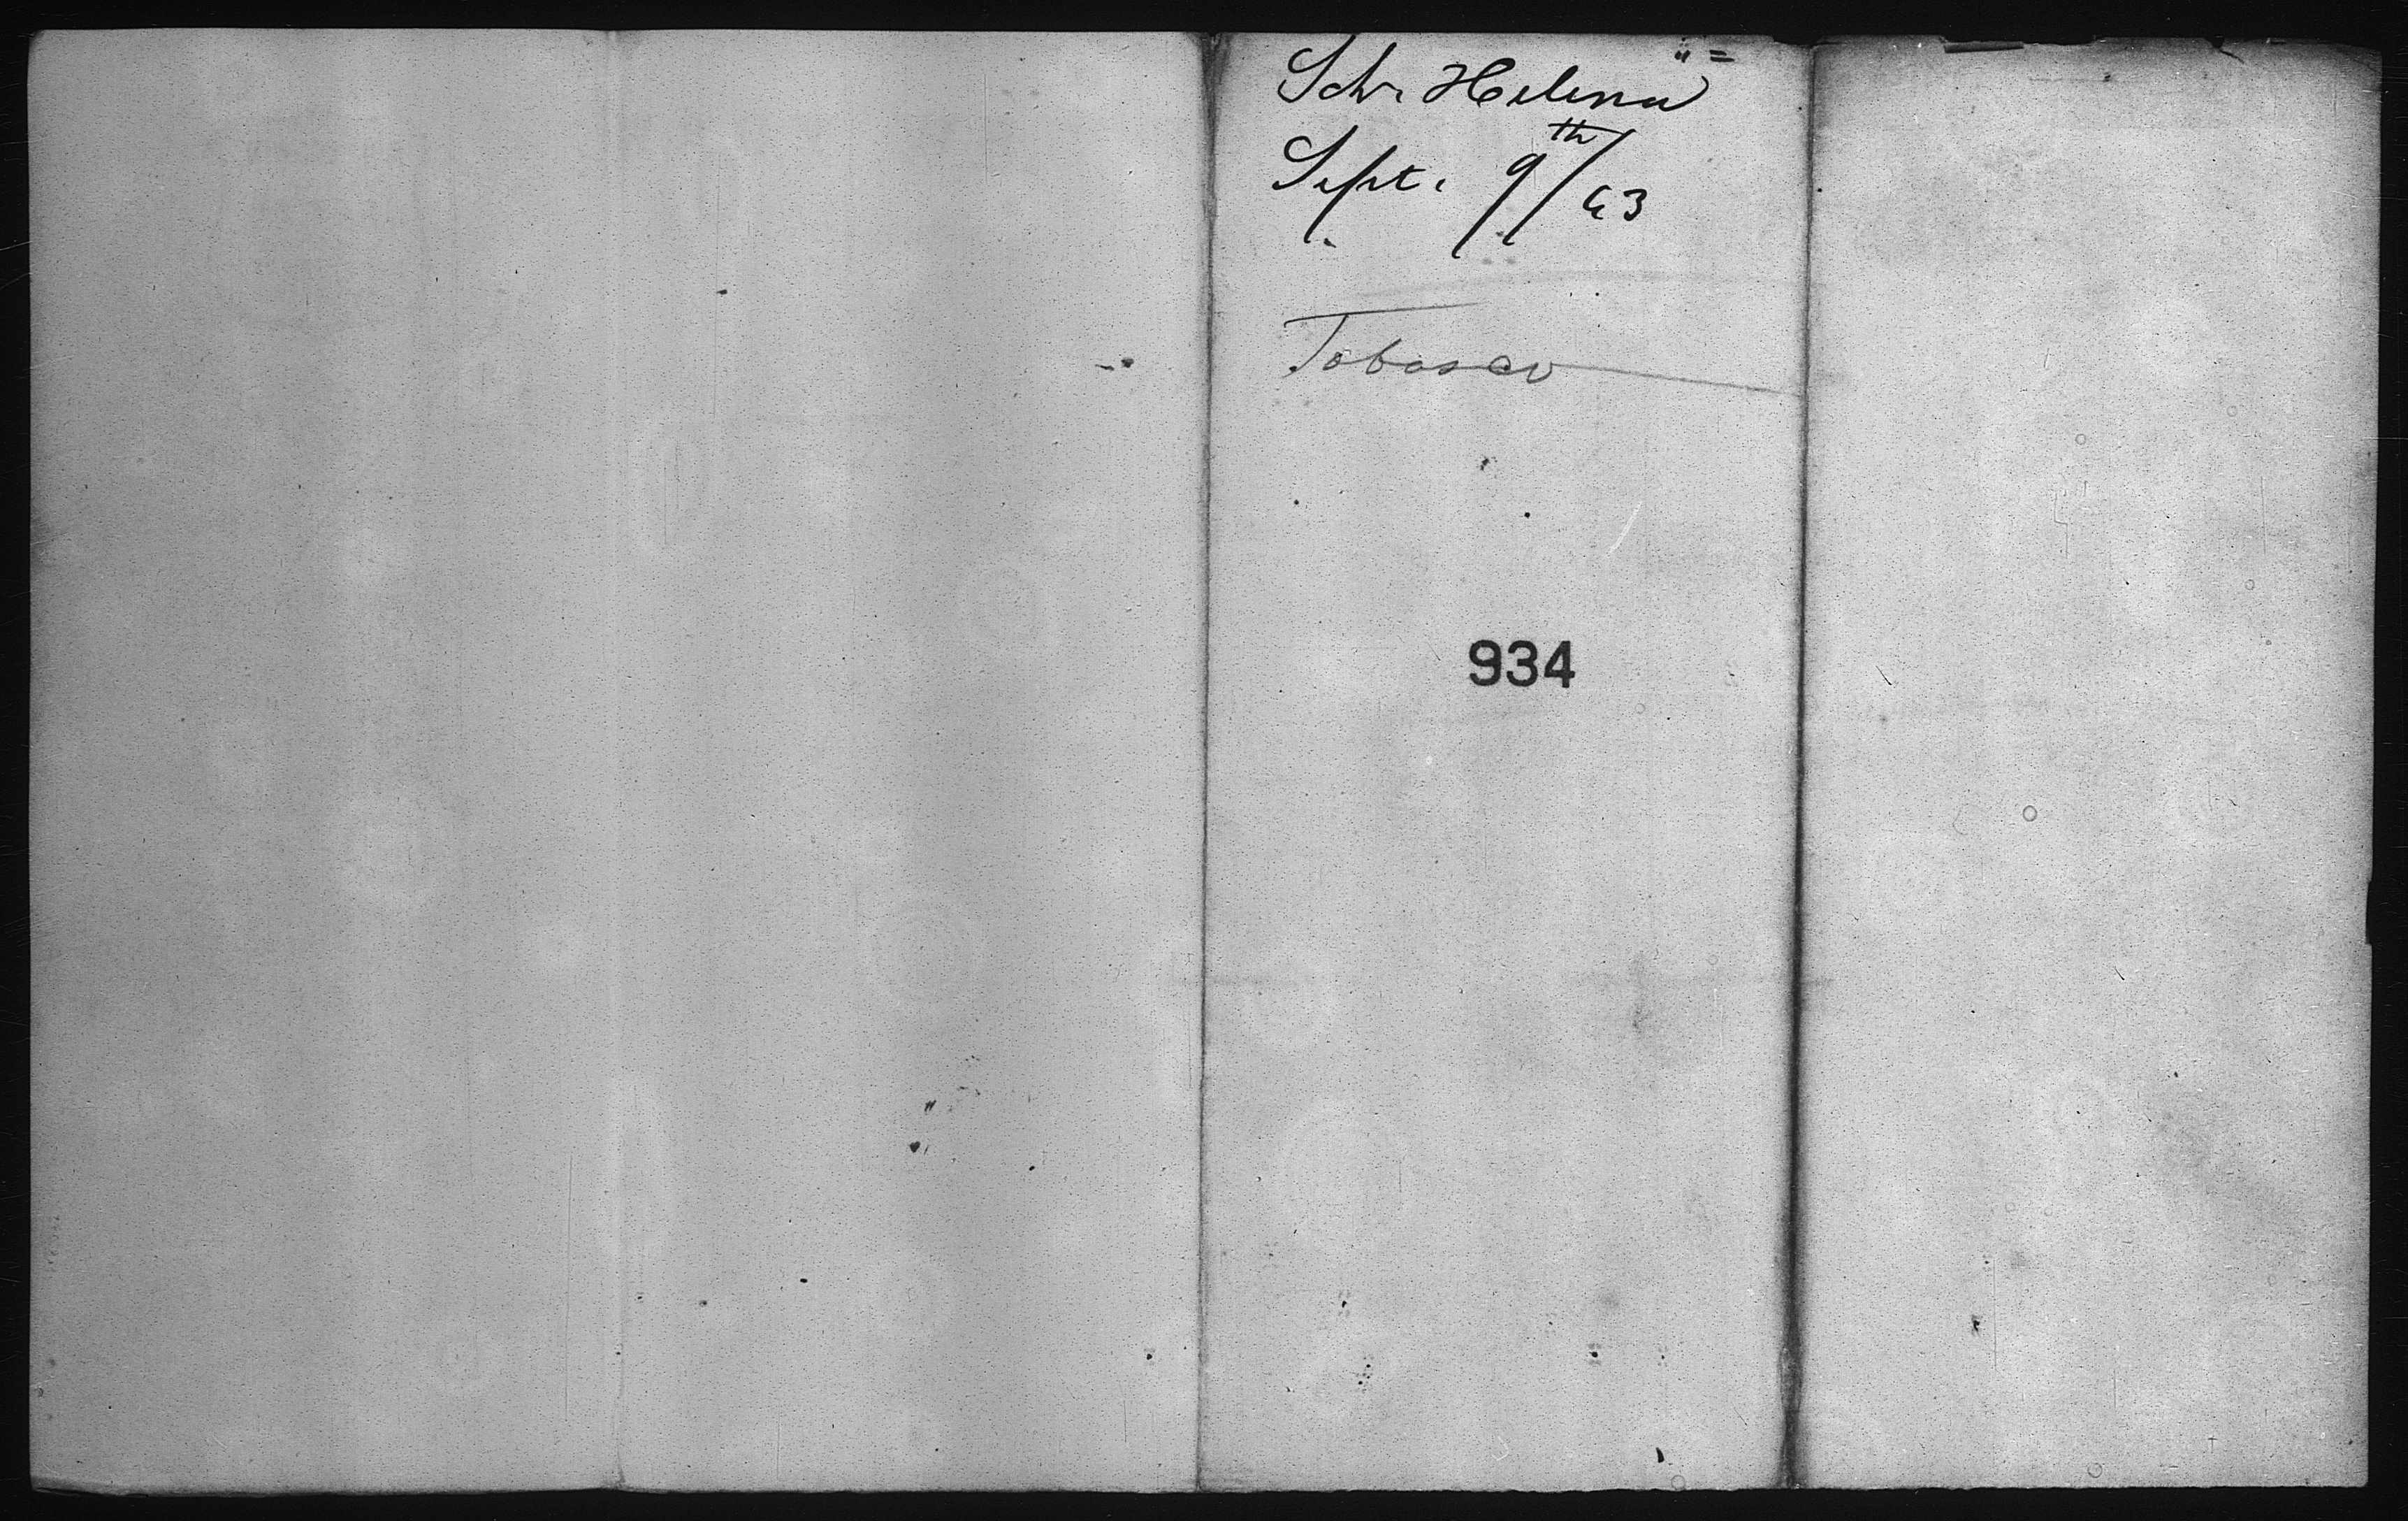 Schr Helena
Sept. 9th/63
Tobasco
934